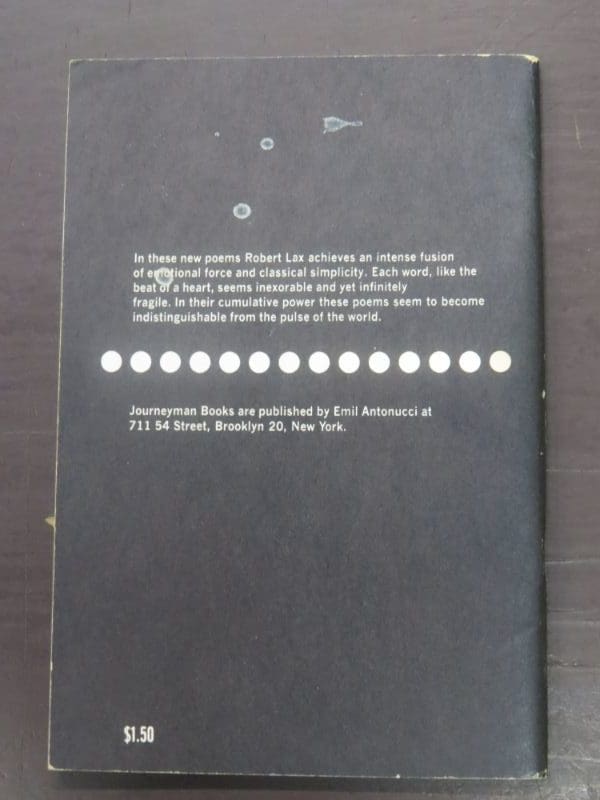 In these new poems Robert Lax achieves an intense fusion
of emotional force and classical simplicity. Each word, like the
beat of a heart, seems inexorable and yet infinitely
fragile. In their cumulative power these poems seem to become
indistinguishable from the pulse of the world.
Journeyman Books are published by Emil Antonucci at
711 54 Street, Brooklyn 20, New York.
$1.50